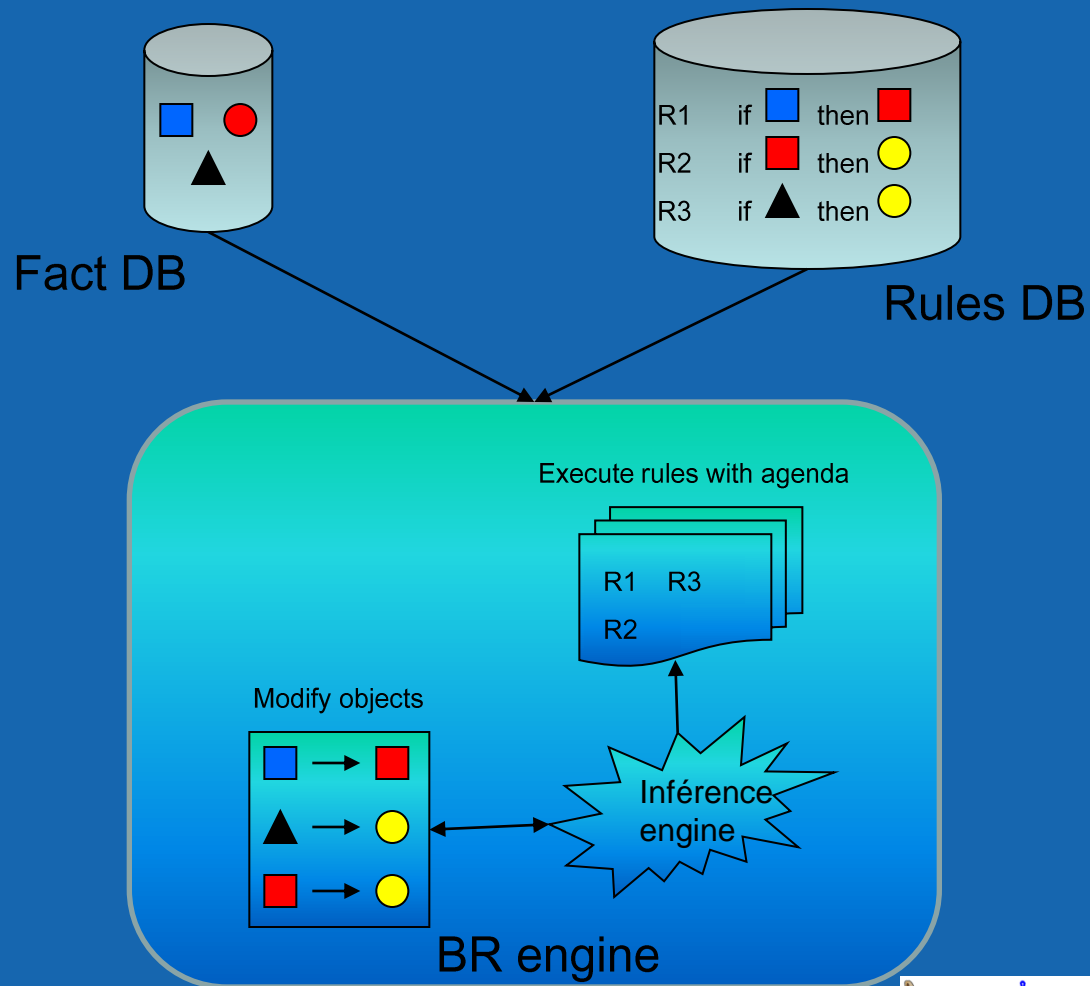 R1 if then
R2 if then
R3 if then
Fact DB
Rules DB
Execute rules with agenda
R1 R3
R2
Modify objects
Inférence
engine
BR engine